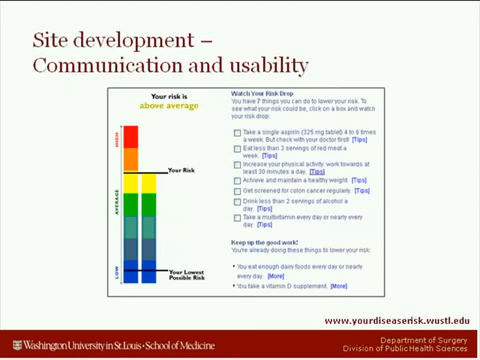 Site development –
Communication and usability
Your risk is
above average
HIGH
AVERAGE
LOW
Your Risk
Your Lowest
Possible Risk
Watch Your Risk Drop
You have 7 things you can do to lower your risk. To
see what your risk could be, click on a box and watch
your risk drop.
Take a single aspirin (325 mg tablet) 4 to 6 times
a week. But check with your doctor first! [Tips]
Eat less than 3 servings of red meat a
week. [Tips]
Increase your physical activity: work towards at
least 30 minutes a day. [Tips]
Achieve and maintain a healthy weight. [Tips]
Get screened for colon cancer regularly. [Tips]
Drink less than 2 servings of alcohol a
day. [Tips]
Take a multivitamin every day or nearly every
day. [Tips]
Keep up the good work!
You're already doing these things to lower your risk:
· You eat enough dairy foods every day or nearly
every day. [More]
· You take a vitamin D supplement. [More]
www.yourdiseaserisk.wustl.edu
Washington University in St. Louis · School of Medicine
Department of Surgery
Division of Public Health Sciences